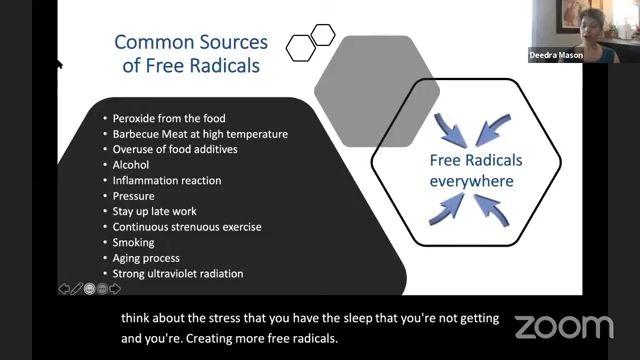 Common Sources
of Free Radicals
Deedra Mason
• Peroxide from the food
• Barbecue Meat at high temperature
• Overuse of food additives
• Alcohol
• Inflammation reaction
• Pressure
• Stay up late work
• Continuous strenuous exercise
• Smoking
• Aging process
• Strong ultraviolet radiation
Free Radicals
everywhere
think about the stress that you have the sleep that you're not getting
and you're. Creating more free radicals.
zoom